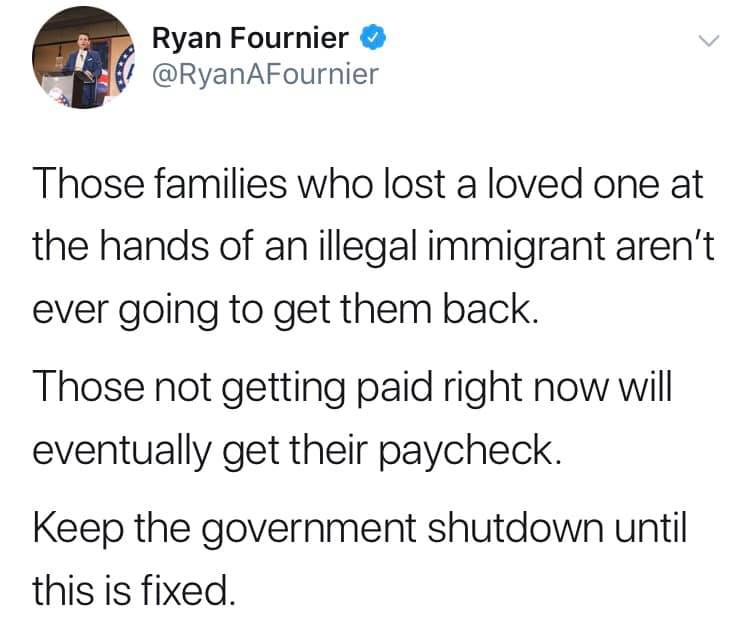 Ryan Fournier
@RyanAFournier
Those families who lost a loved one at
the hands of an illegal immigrant aren’t
ever going to get them back.
Those not getting paid right now will
eventually get their paycheck.
Keep the government shutdown until
this is fixed.